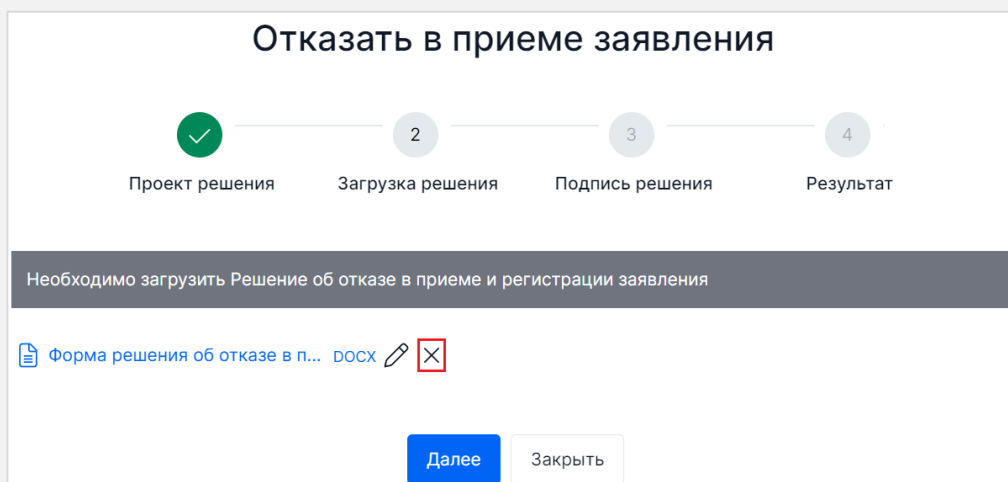 Отказать в приеме заявления
2
3
4
Проект решения
Загрузка решения
Подпись решения
Результат
Необходимо загрузить Решение об отказе в приеме и регистрации заявления
Форма решения об отказе в п... DOCX
Далее
Закрыть